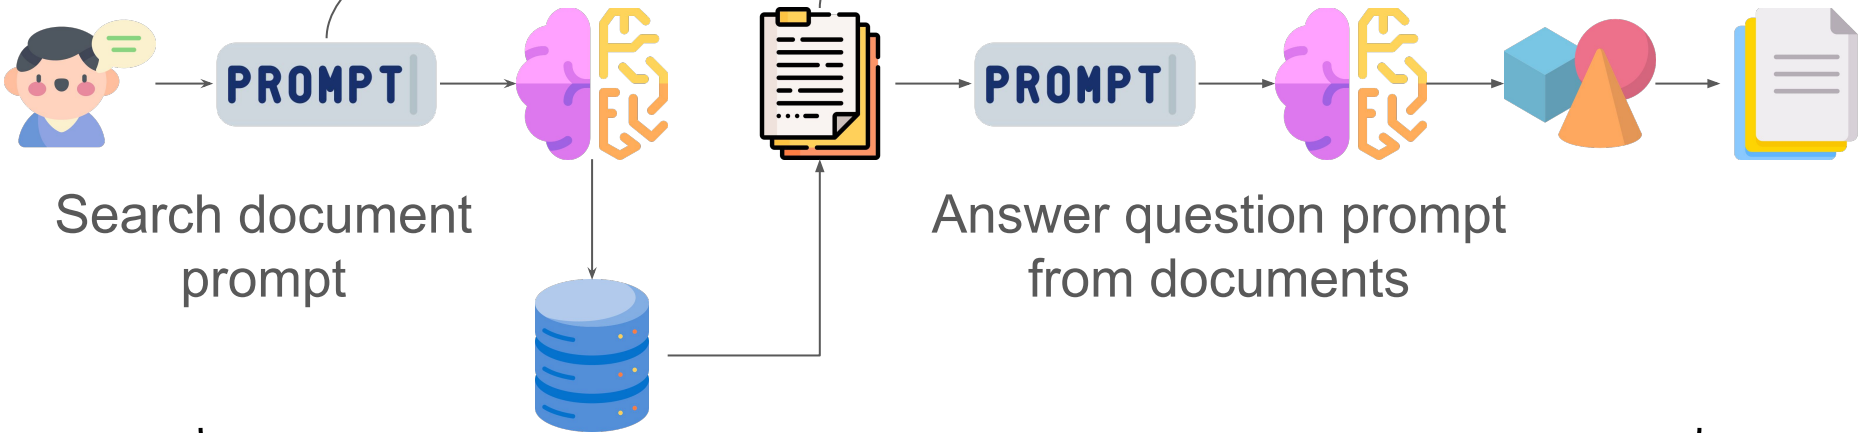 PROMPT
PROMPT
Search document
prompt
Answer question prompt
from documents